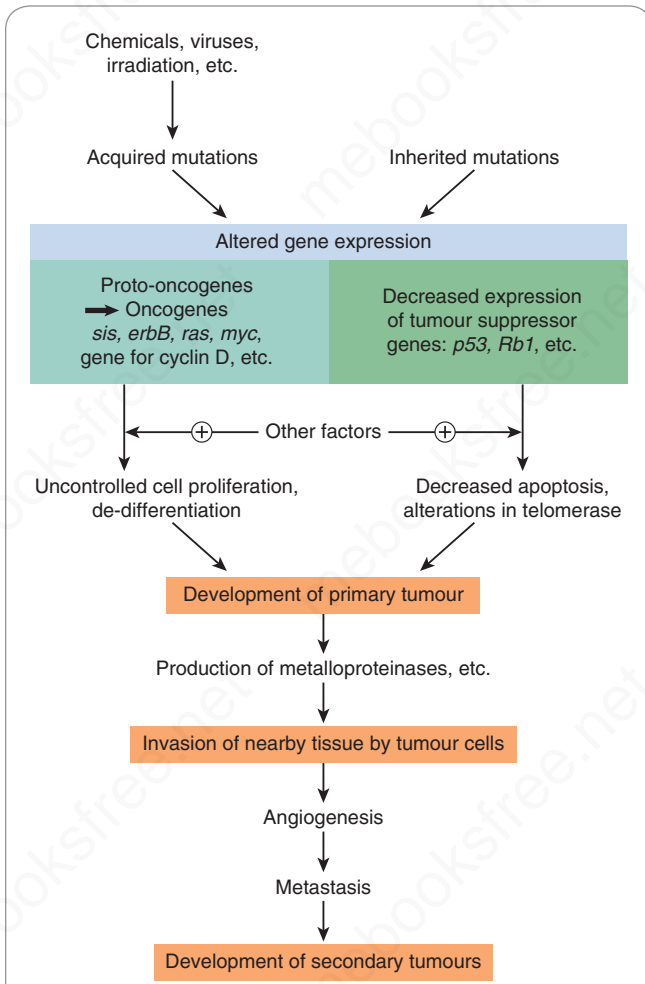 Chemicals, viruses,
irradiation, etc.
Acquired mutations
Inherited mutations
Altered gene expression
Proto-oncogenes
Oncogenes
sis, erbB, ras, myc,
gene for cyclin D, etc.
Decreased expression
of tumour suppressor
genes: p53, Rb1, etc.
+ Other factors +
Uncontrolled cell proliferation,
de-differentiation
Decreased apoptosis,
alterations in telomerase
Development of primary tumour
Production of metalloproteinases, etc.
Invasion of nearby tissue by tumour cells
Angiogenesis
Metastasis
Development of secondary tumours
mebooksfree.net